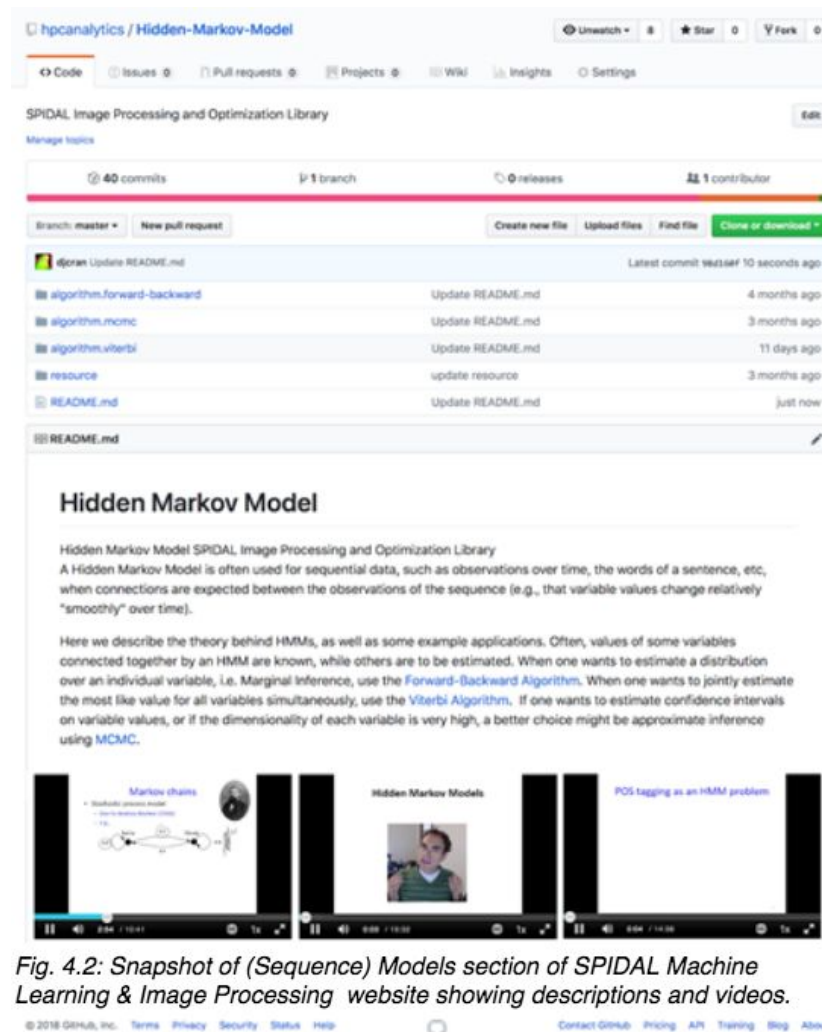 hpcanalytics / Hidden-Markov-Model
Unwatch 8 Star 0 Fork 0
Code Issues 0 Pull requests 0 Projects 0 Wiki Insights Settings
SPIDAL Image Processing and Optimization Library
Edit
Manage topics
40 commits 1 branch 0 releases 1 contributor
Branch: master New pull request Create new file Upload files Find file Clone or download
djcran Update README.md Latest commit 10 seconds ago
algorithm.forward-backward Update README.md 4 months ago
algorithm.mcmc Update README.md 3 months ago
algorithm.viterbi Update README.md 11 days ago
resource update resource 3 months ago
README.md Update README.md just now
README.md
Hidden Markov Model
Hidden Markov Model SPIDAL Image Processing and Optimization Library
A Hidden Markov Model is often used for sequential data, such as observations over time, the words of a sentence, etc,
when connections are expected between the observations of the sequence (e.g., that variable values change relatively
"smoothly" over time).
Here we describe the theory behind HMMs, as well as some example applications. Often, values of some variables
connected together by an HMM are known, while others are to be estimated. When one wants to estimate a distribution
over an individual variable, i.e. Marginal Inference, use the Forward-Backward Algorithm. When one wants to jointly estimate
the most like value for all variables simultaneously, use the Viterbi Algorithm. If one wants to estimate confidence intervals
on variable values, or if the dimensionality of each variable is very high, a better choice might be approximate inference
using MCMC.
Markov chains
Hidden Markov Models
POS tagging as an HMM problem
1x
1x
1x
Fig. 4.2: Snapshot of (Sequence) Models section of SPIDAL Machine
Learning & Image Processing website showing descriptions and videos.
© 2018 GitHub, Inc. Terms Privacy Security Status Help Contact GitHub Pricing API Training Blog